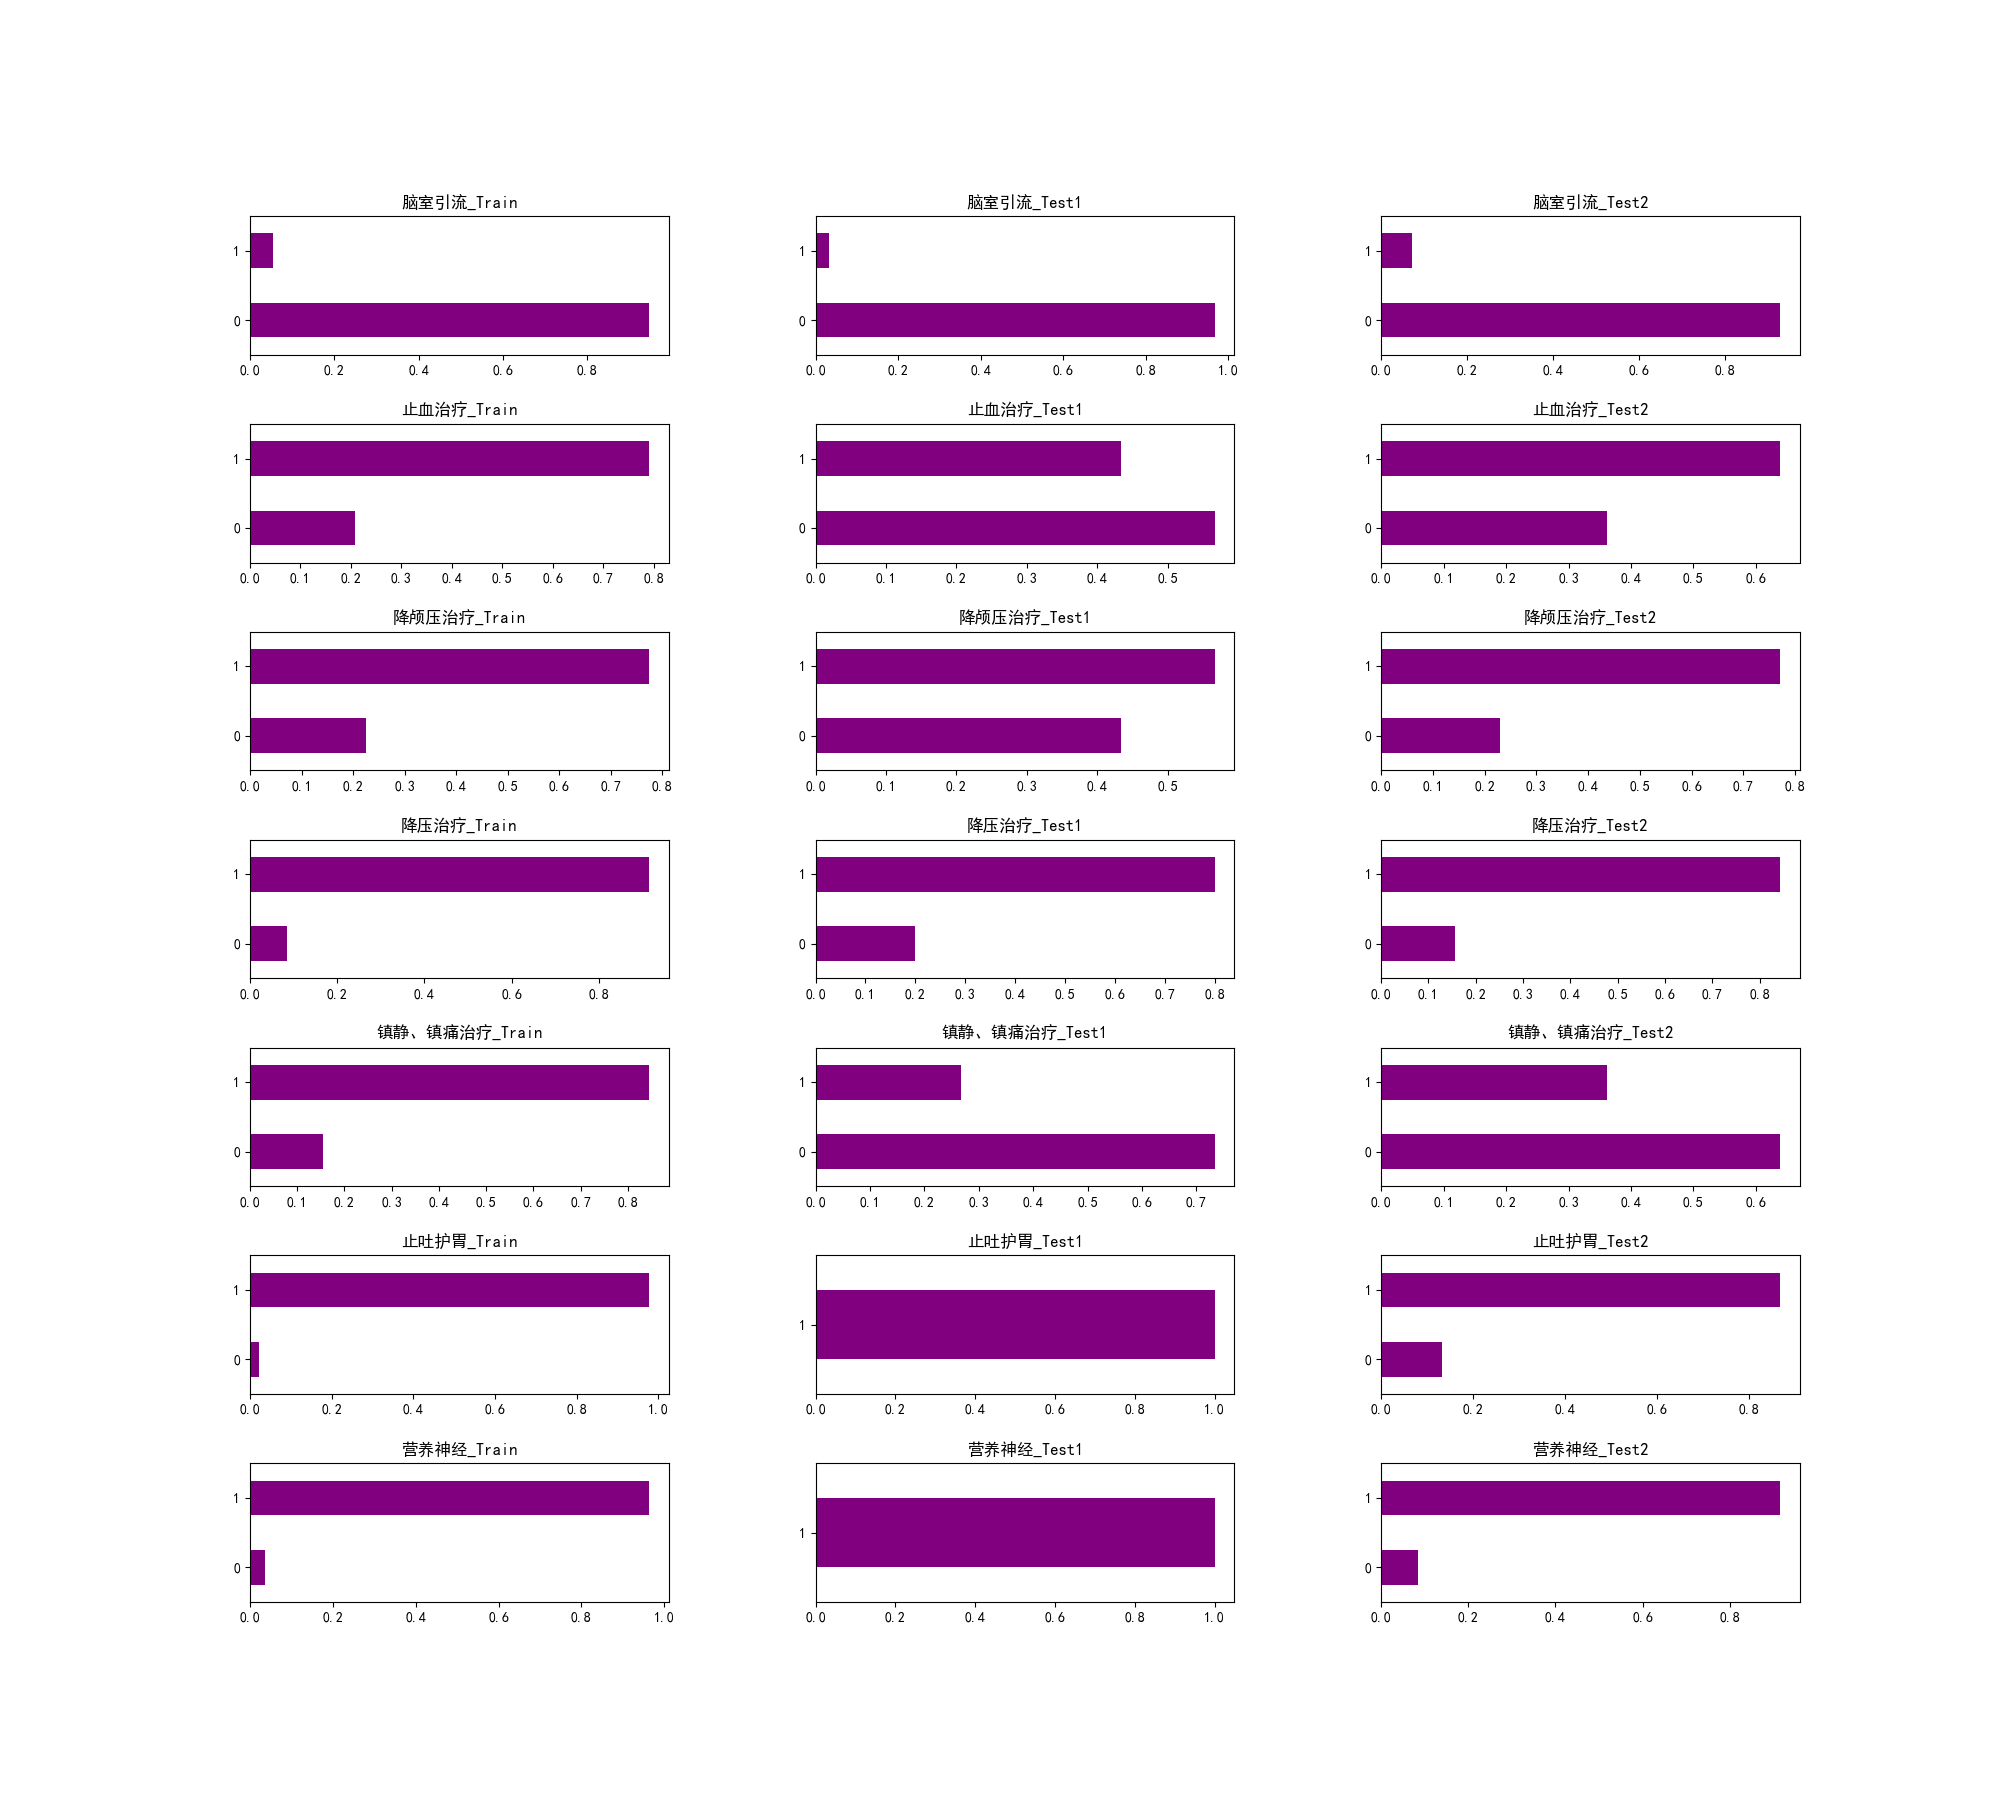 脑室引流_Train 脑室引流_Test1 脑室引流_Test2
1 1 1
0 0 0
0.0 0.2 0.4 0.6 0.8 0.0 0.2 0.4 0.6 0.8 1.0 0.0 0.2 0.4 0.6 0.8
止血治疗_Train 止血治疗_Test1 止血治疗_Test2
1 1 1
0 0 0
0.0 0.1 0.2 0.3 0.4 0.5 0.6 0.7 0.8 0.0 0.1 0.2 0.3 0.4 0.5 0.0 0.1 0.2 0.3 0.4 0.5 0.6
降颅压治疗_Train 降颅压治疗_Test1 降颅压治疗_Test2
1 1 1
0 0 0
0.0 0.1 0.2 0.3 0.4 0.5 0.6 0.7 0.8 0.0 0.1 0.2 0.3 0.4 0.5 0.0 0.1 0.2 0.3 0.4 0.5 0.6 0.7 0.8
降压治疗_Train 降压治疗_Test1 降压治疗_Test2
1 1 1
0 0 0
0.0 0.2 0.4 0.6 0.8 0.0 0.1 0.2 0.3 0.4 0.5 0.6 0.7 0.8 0.0 0.1 0.2 0.3 0.4 0.5 0.6 0.7 0.8
镇静、镇痛治疗_Train 镇静、镇痛治疗_Test1 镇静、镇痛治疗_Test2
1 1 1
0 0 0
0.0 0.1 0.2 0.3 0.4 0.5 0.6 0.7 0.8 0.0 0.1 0.2 0.3 0.4 0.5 0.6 0.7 0.0 0.1 0.2 0.3 0.4 0.5 0.6
止吐护胃_Train 止吐护胃_Test1 止吐护胃_Test2
1 1
1
0 0
0.0 0.2 0.4 0.6 0.8 1.0 0.0 0.2 0.4 0.6 0.8 1.0 0.0 0.2 0.4 0.6 0.8
营养神经_Train 营养神经_Test1 营养神经_Test2
1 1
1
0 0
0.0 0.2 0.4 0.6 0.8 1.0 0.0 0.2 0.4 0.6 0.8 1.0 0.0 0.2 0.4 0.6 0.8